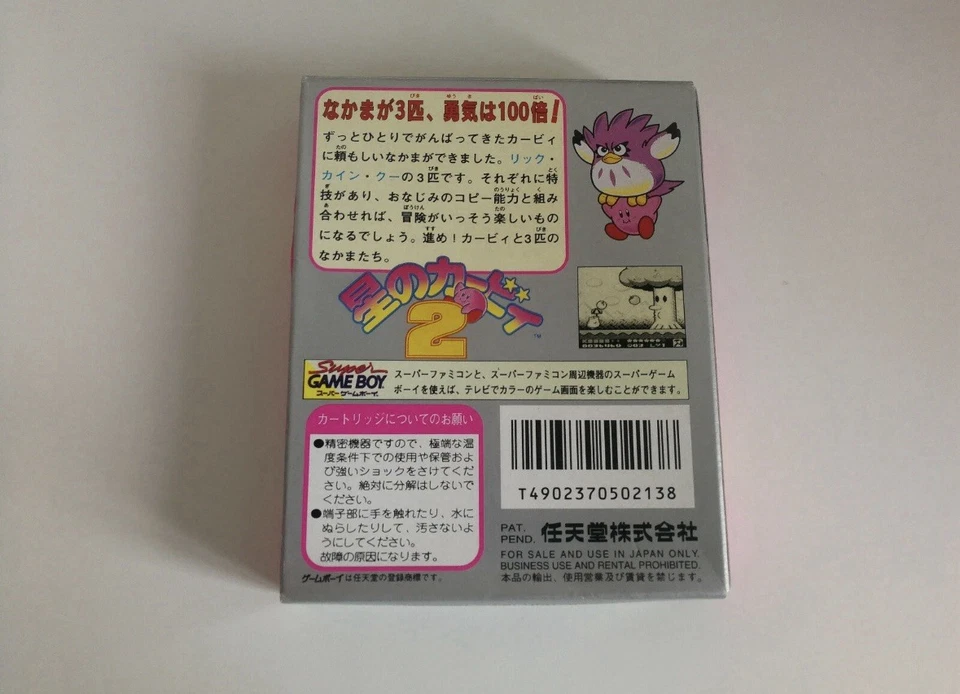 なかまが3匹、勇気は100倍!
ずっとひとりでがんばってきたカービィ
に頼もしいなかまができました。リック・
カイン・クーの3匹です。それぞれに特
技があり、おなじみのコピー能力と組み
合わせれば、冒険がいっそう楽しいもの
になるでしょう。進め!カービィと3匹の
なかまたち。
星のカービィ
2
TM
Super
GAME BOY
スーパーゲームボーイ
スーパーファミコンと、スーパーファミコン周辺機器のスーパーゲーム
ボーイを使えば、テレビでカラーのゲーム画面を楽しむことができます。
カートリッジについてのお願い
●精密機器ですので、極端な温
度条件下での使用や保管およ
び強いショックをさけてくだ
さい。絶対に分解はしないで
ください。
●端子部に手を触れたり、水に
ぬらしたりして、汚さないよ
うにしてください。
故障の原因になります。
ゲームボーイは任天堂の登録商標です。
T4902370502138
PAT.
PEND. 任天堂株式会社
FOR SALE AND USE IN JAPAN ONLY.
BUSINESS USE AND RENTAL PROHIBITED.
本品の輸出、使用営業及び賃貸を禁じます。